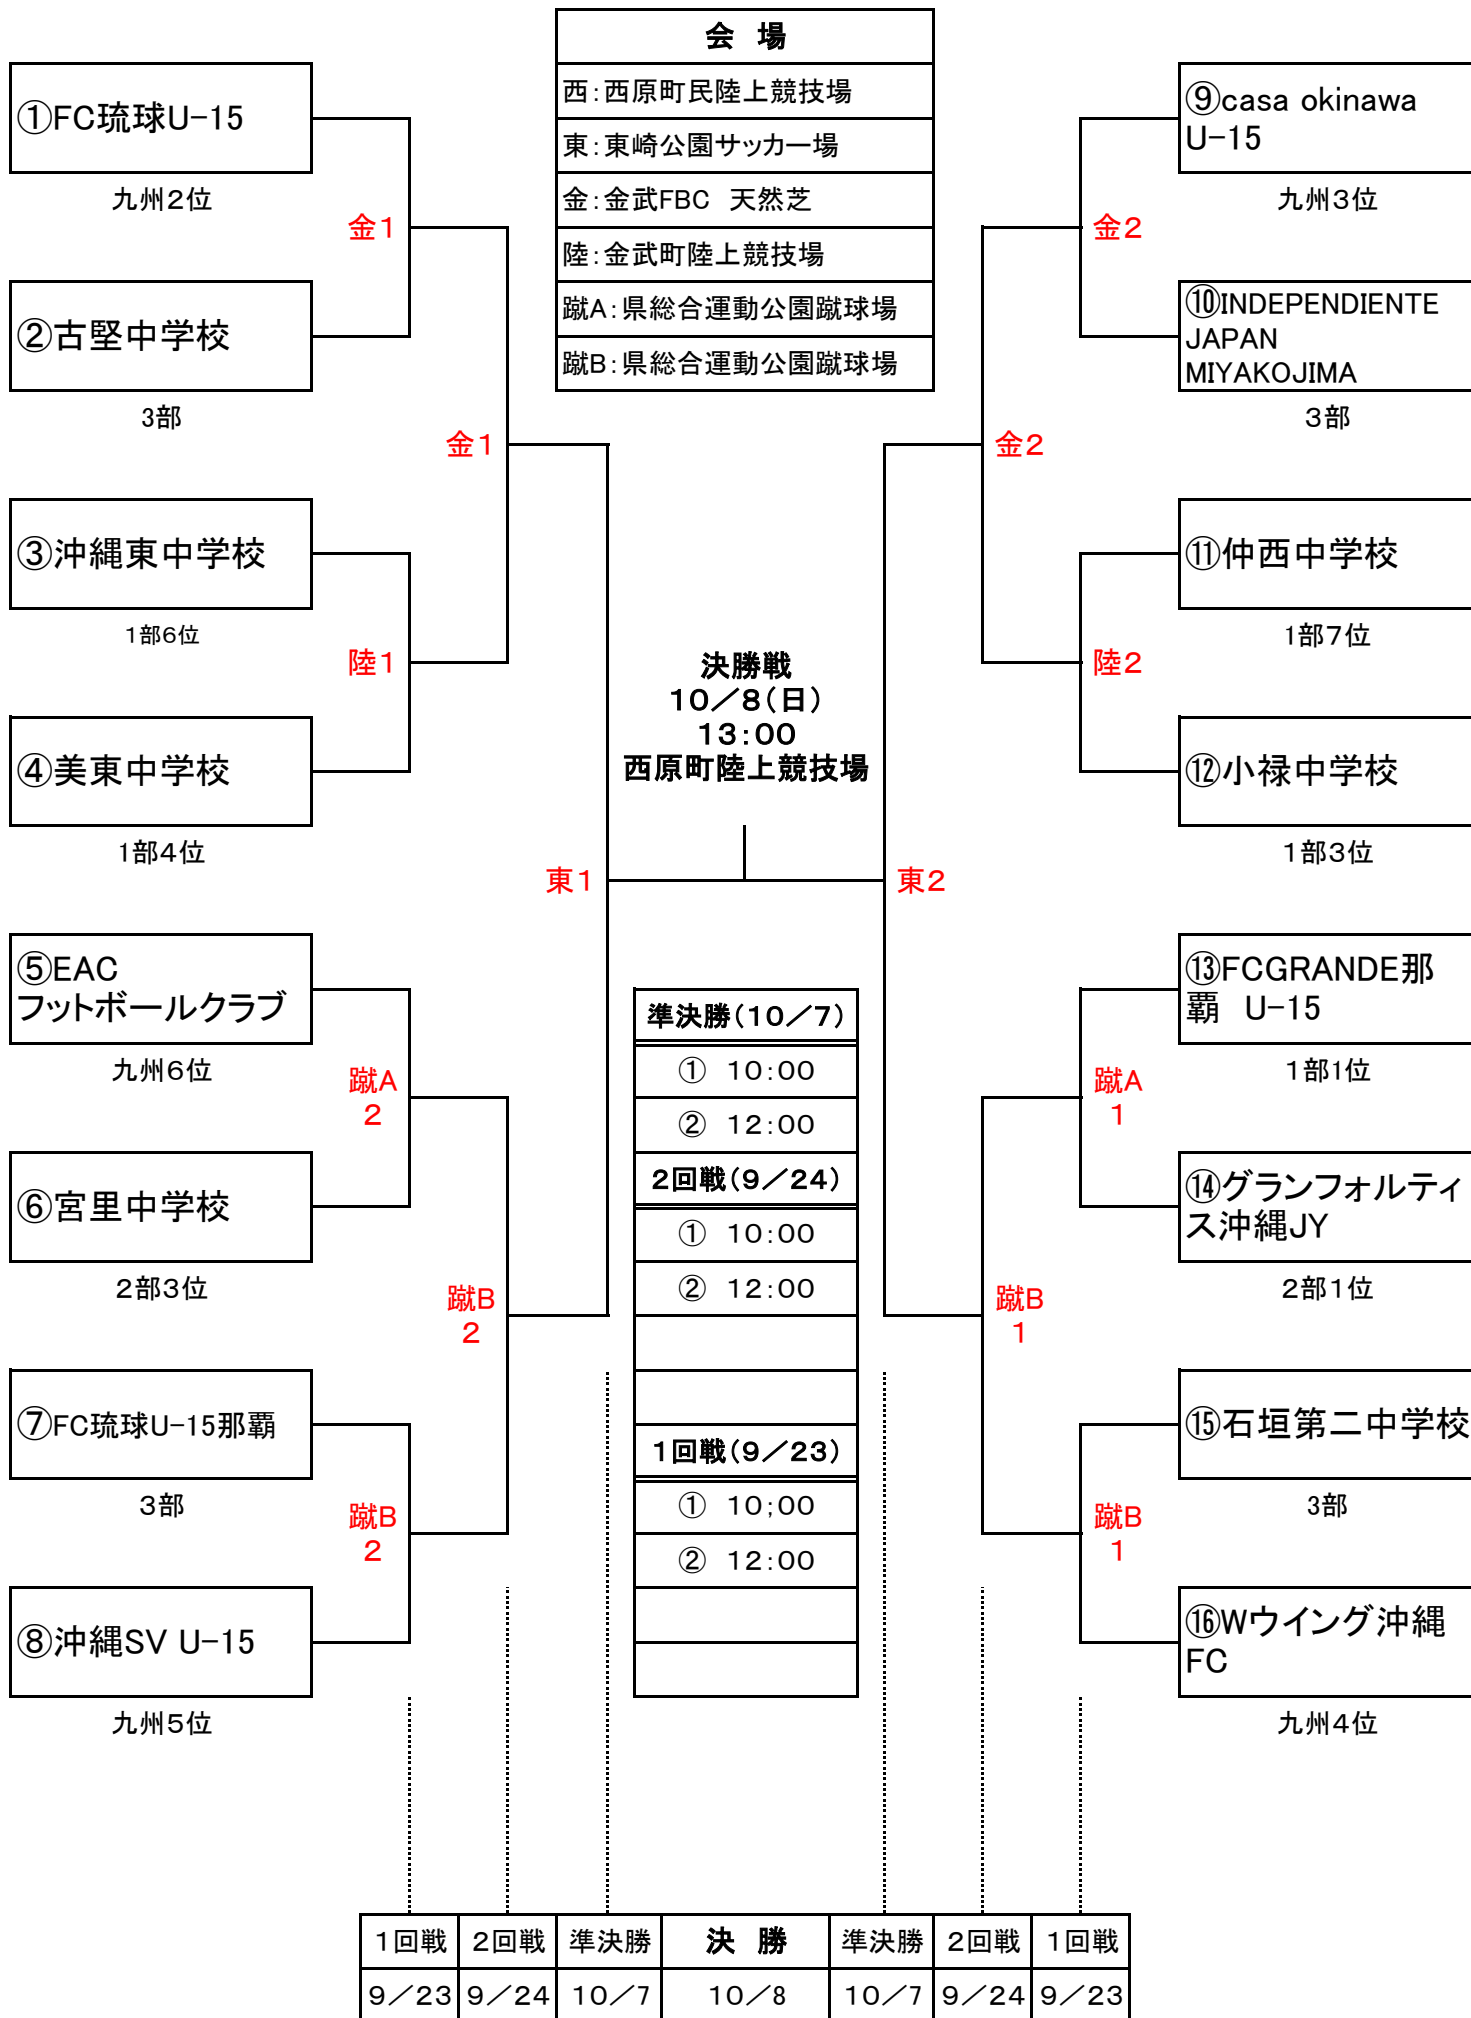 会　場
西：西原町民陸上競技場
東：東崎公園サッカー場
金：金武FBC　天然芝
陸：金武町陸上競技場
蹴A：県総合運動公園蹴球場
蹴B：県総合運動公園蹴球場
①FC琉球U-15
九州２位
金１
②古堅中学校
3部
金１
③沖縄東中学校
1部6位
陸１
④美東中学校
1部４位
東１
⑤EAC
フットボールクラブ
九州６位
蹴A
２
⑥宮里中学校
２部３位
蹴B
２
⑦FC琉球U-15那覇
３部
蹴B
２
⑧沖縄SV U-15
九州５位
決勝戦
１０／８（日）
１３：００
西原町陸上競技場
準決勝（１０／７）
①　１０：００
②　１２：００
２回戦（９／２４）
①　１０：００
②　１２：００
１回戦（９／２３）
①　１０；００
②　１２：００
⑨casa okinawa
U-15
九州３位
金２
⑩INDEPENDIENTE
JAPAN
MIYAKOJIMA
３部
金２
⑪仲西中学校
1部７位
陸２
⑫小禄中学校
１部３位
東２
⑬FCGRANDE那
覇　U-15
１部1位
蹴A
１
⑭グランフォルティ
ス沖縄JY
２部１位
蹴B
１
⑮石垣第二中学校
3部
蹴B
１
⑯Wウイング沖縄
FC
九州４位
１回戦　２回戦　準決勝　決　勝　準決勝　２回戦　１回戦
９／２３　９／２４　１０／７　１０／８　１０／７　９／２４　９／２３